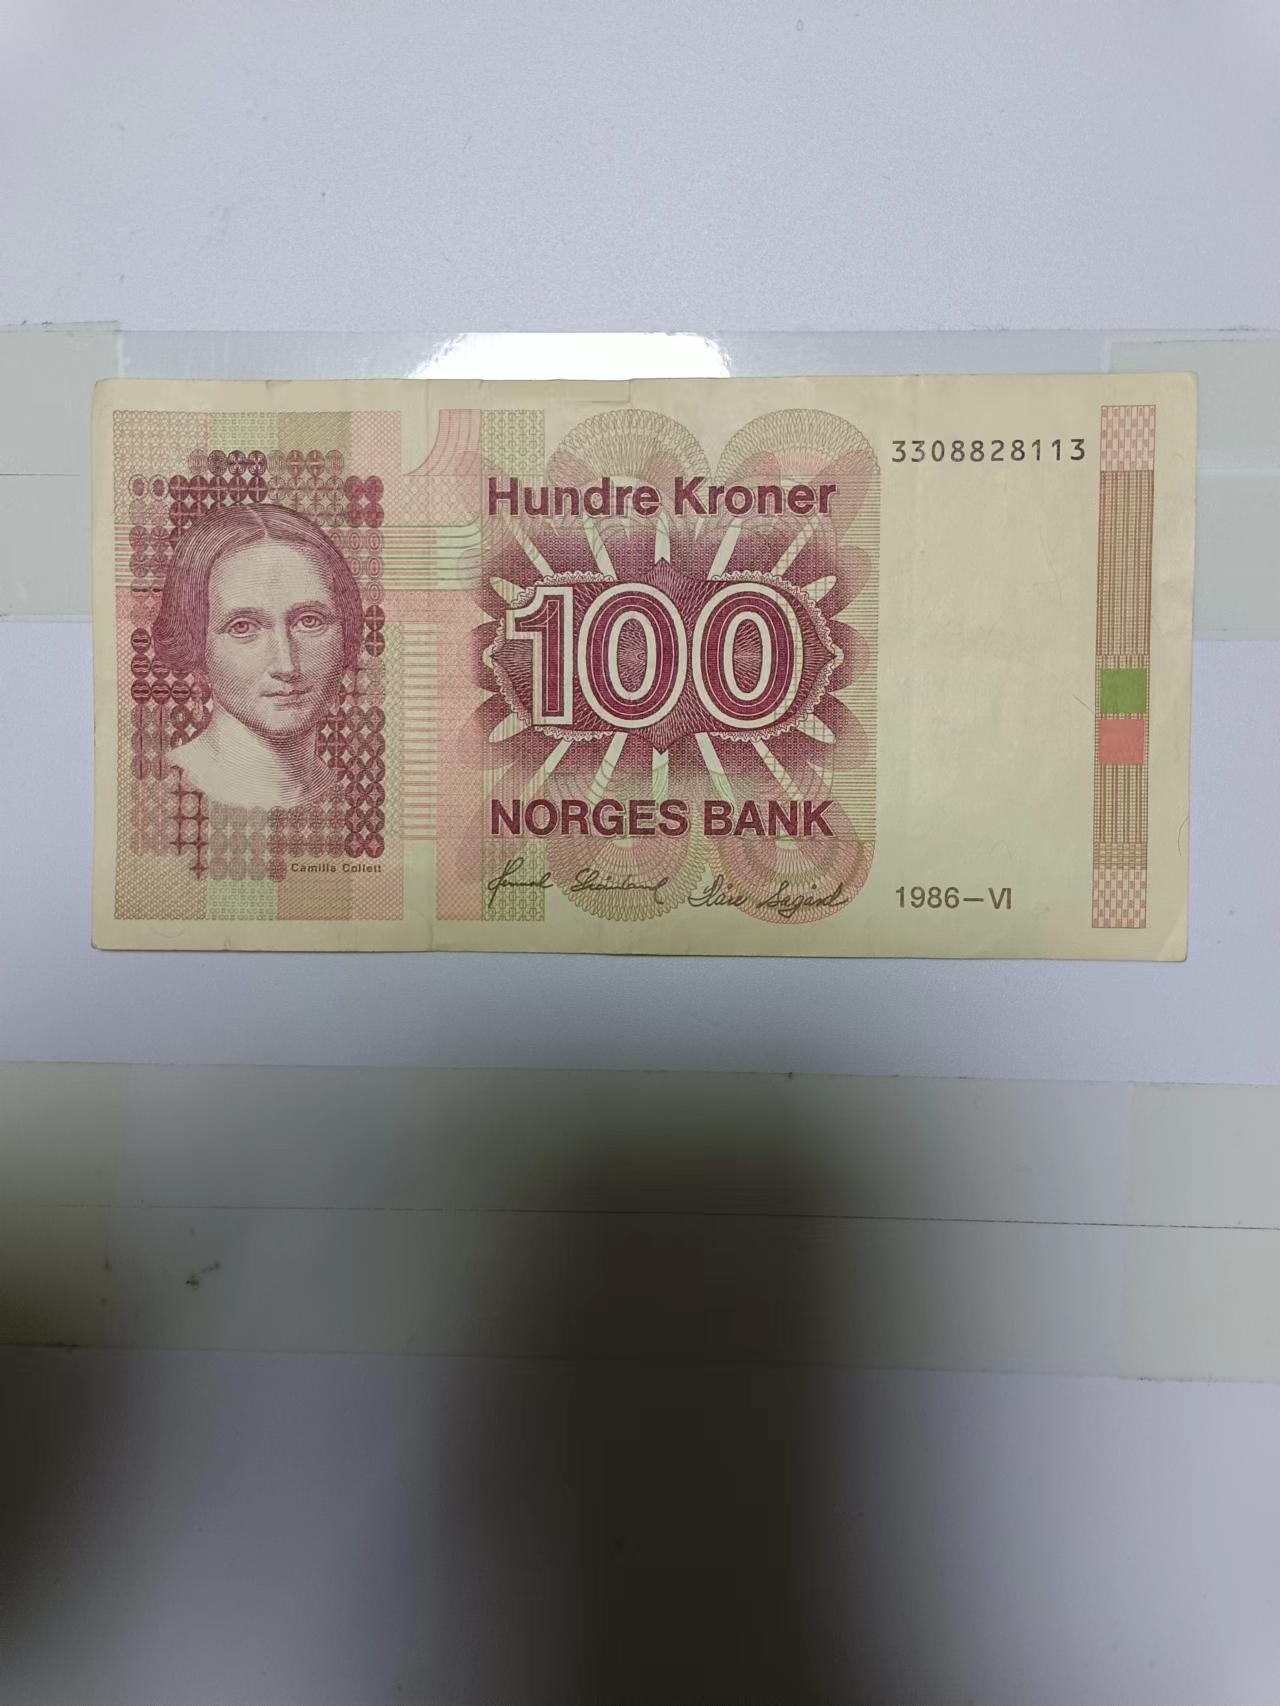 3308828113
Hundre Kroner
100
NORGES BANK
Camilla Collett
1986-VI